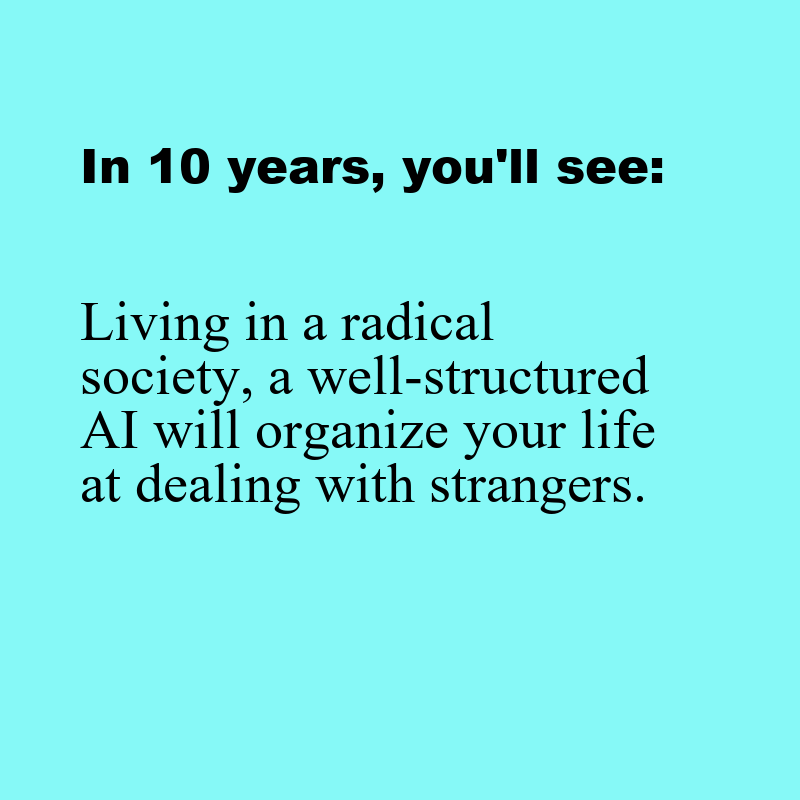 In 10 years, you'll see:
Living in a radical
society, a well-structured
AI will organize your life
at dealing with strangers.